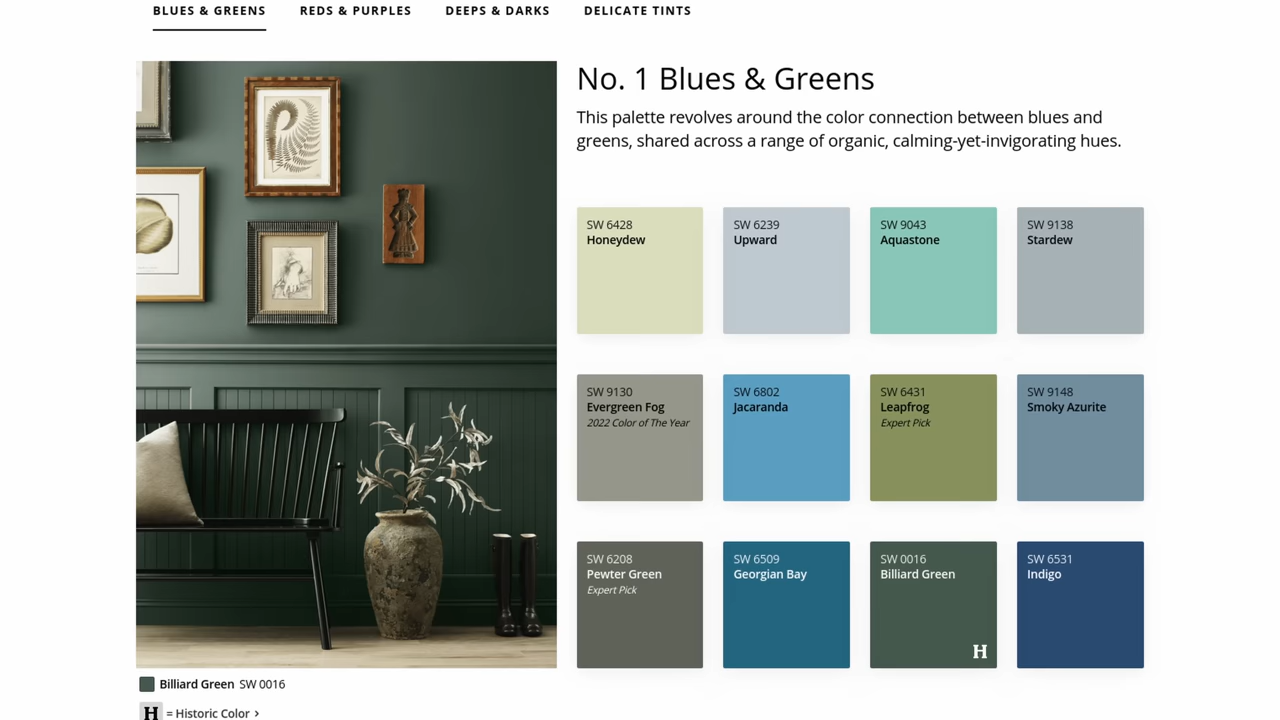 BLUES & GREENS
REDS & PURPLES
DEEPS & DARKS
DELICATE TINTS
No. 1 Blues & Greens
This palette revolves around the color connection between blues and
greens, shared across a range of organic, calming-yet-invigorating hues.
SW 6428
Honeydew
SW 6239
Upward
SW 9043
Aquastone
SW 9138
Stardew
SW 9130
Evergreen Fog
2022 Color of The Year
SW 6802
Jacaranda
SW 6431
Leapfrog
Expert Pick
SW 9148
Smoky Azurite
SW 6208
Pewter Green
Expert Pick
SW 6509
Georgian Bay
SW 0016
Billiard Green
H
SW 6531
Indigo
Billiard Green SW 0016
H = Historic Color >